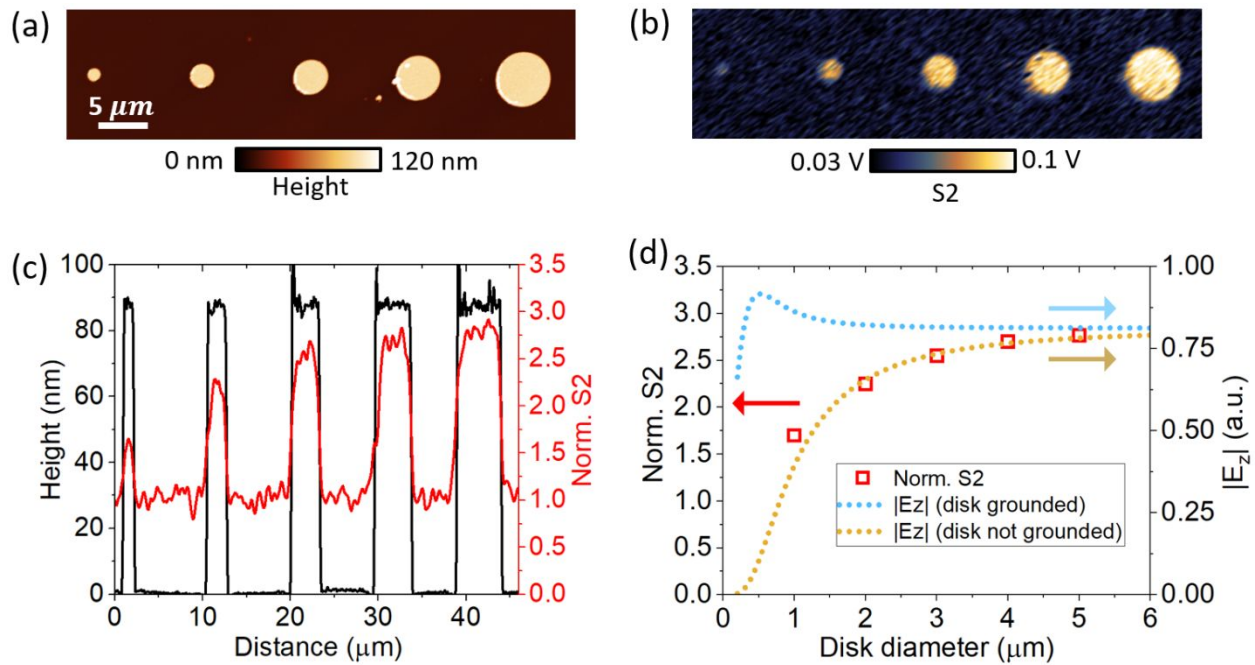 (a)
5 μm
0 nm 120 nm
Height
(b)
0.03 V 0.1 V
S2
(c)
100
80
60
40
20
0
Height (nm)
3.5
3.0
2.5
2.0
1.5
1.0
0.5
0.0
Norm. S2
0 10 20 30 40
Distance (μm)
(d)
3.5
3.0
2.5
2.0
1.5
1.0
0.5
0.0
Norm. S2
1.00
0.75
0.50
0.25
0.00
|E_z| (a.u.)
Norm. S2
|Ez| (disk grounded)
|Ez| (disk not grounded)
0 1 2 3 4 5 6
Disk diameter (μm)